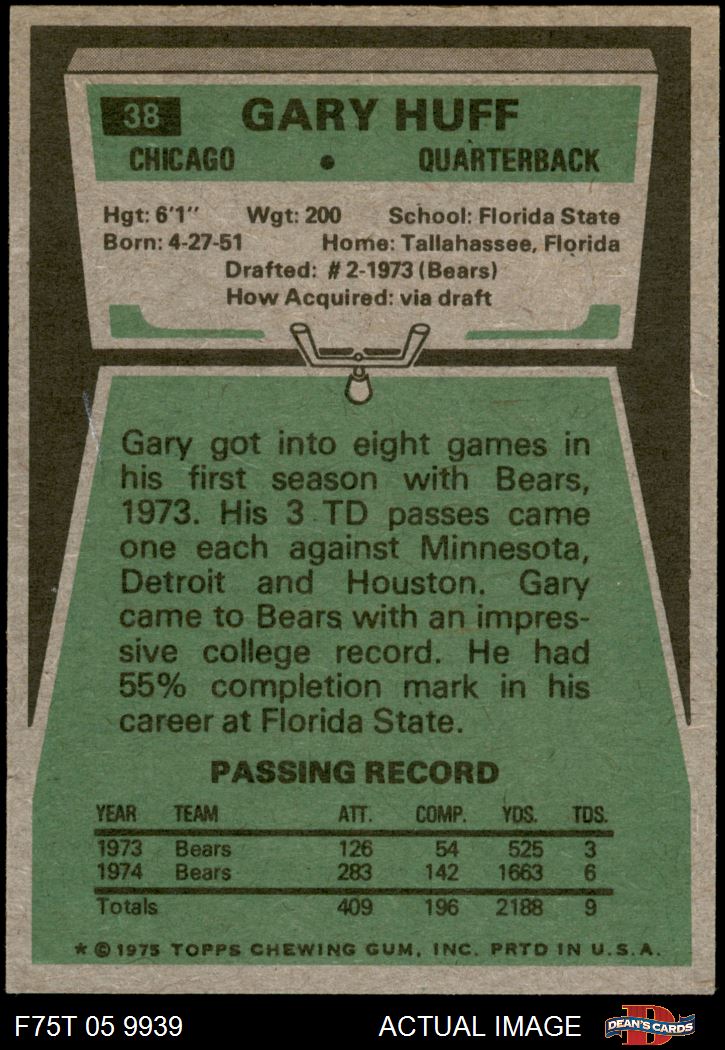 38 GARY HUFF
CHICAGO • QUARTERBACK
Hgt: 6'1" Wgt: 200 School: Florida State
Born: 4-27-51 Home: Tallahassee, Florida
Drafted: #2-1973 (Bears)
How Acquired: via draft
Gary got into eight games in
his first season with Bears,
1973. His 3 TD passes came
one each against Minnesota,
Detroit and Houston. Gary
came to Bears with an impres-
sive college record. He had
55% completion mark in his
career at Florida State.
PASSING RECORD
YEAR TEAM ATT. COMP. YDS. TDS.
1973 Bears 126 54 525 3
1974 Bears 283 142 1663 6
Totals 409 196 2188 9
* © 1975 TOPPS CHEWING GUM, INC. PRTD IN U.S.A.
F75T 05 9939 ACTUAL IMAGE DEAN'S CARDS